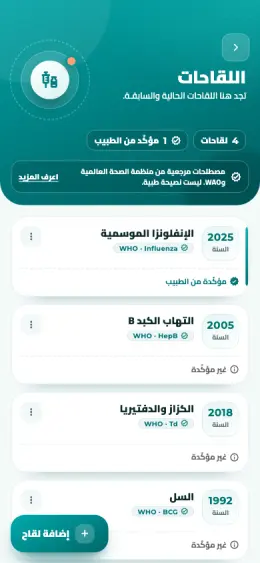 اللقاحات
تجد هنا اللقاحات الحالية والسابقة.
4 لقاحات
1 مؤكَّد من الطبيب
مصطلحات مرجعية من منظمة الصحة العالمية
وWAO. ليست نصيحة طبية.
اعرف المزيد
2025
السنة
الإنفلونزا الموسمية
WHO · Influenza
مؤكَّدة من الطبيب
2005
السنة
التهاب الكبد B
WHO · HepB
غير مؤكَّدة
2018
السنة
الكزاز والدفتيريا
WHO · Td
غير مؤكَّدة
1992
السنة
السل
WHO · BCG
غير مؤكَّدة
إضافة لقاح